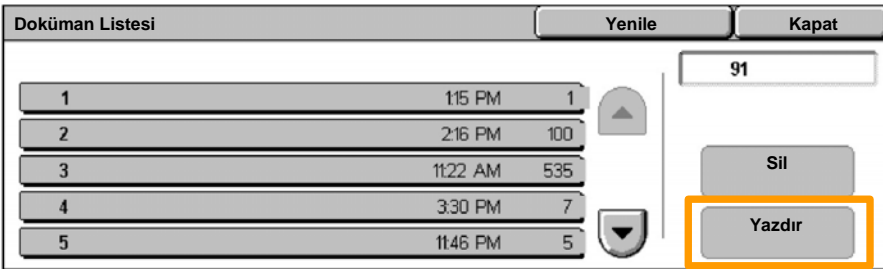 Doküman Listesi Yenile Kapat
91
1 1:15 PM 1
2 2:16 PM 100
3 11:22 AM 535
4 3:30 PM 7
5 11:46 PM 5
Sil
Yazdır